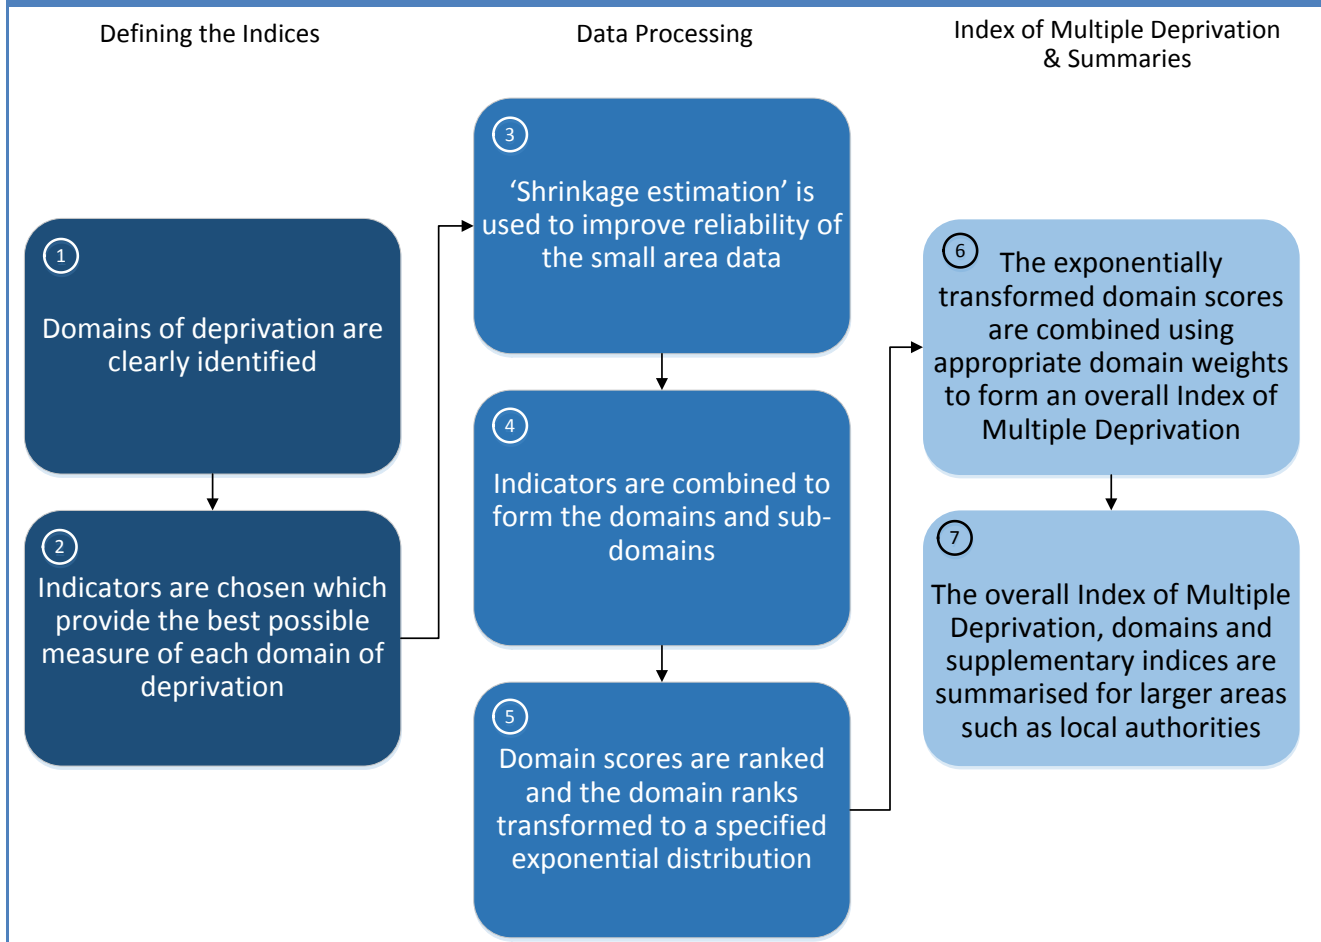 Defining the Indices
Data Processing
Index of Multiple Deprivation
& Summaries
1
Domains of deprivation are
clearly identified
2
Indicators are chosen which
provide the best possible
measure of each domain of
deprivation
3
‘Shrinkage estimation’ is
used to improve reliability of
the small area data
4
Indicators are combined to
form the domains and sub-
domains
5
Domain scores are ranked
and the domain ranks
transformed to a specified
exponential distribution
6
The exponentially
transformed domain scores
are combined using
appropriate domain weights
to form an overall Index of
Multiple Deprivation
7
The overall Index of Multiple
Deprivation, domains and
supplementary indices are
summarised for larger areas
such as local authorities